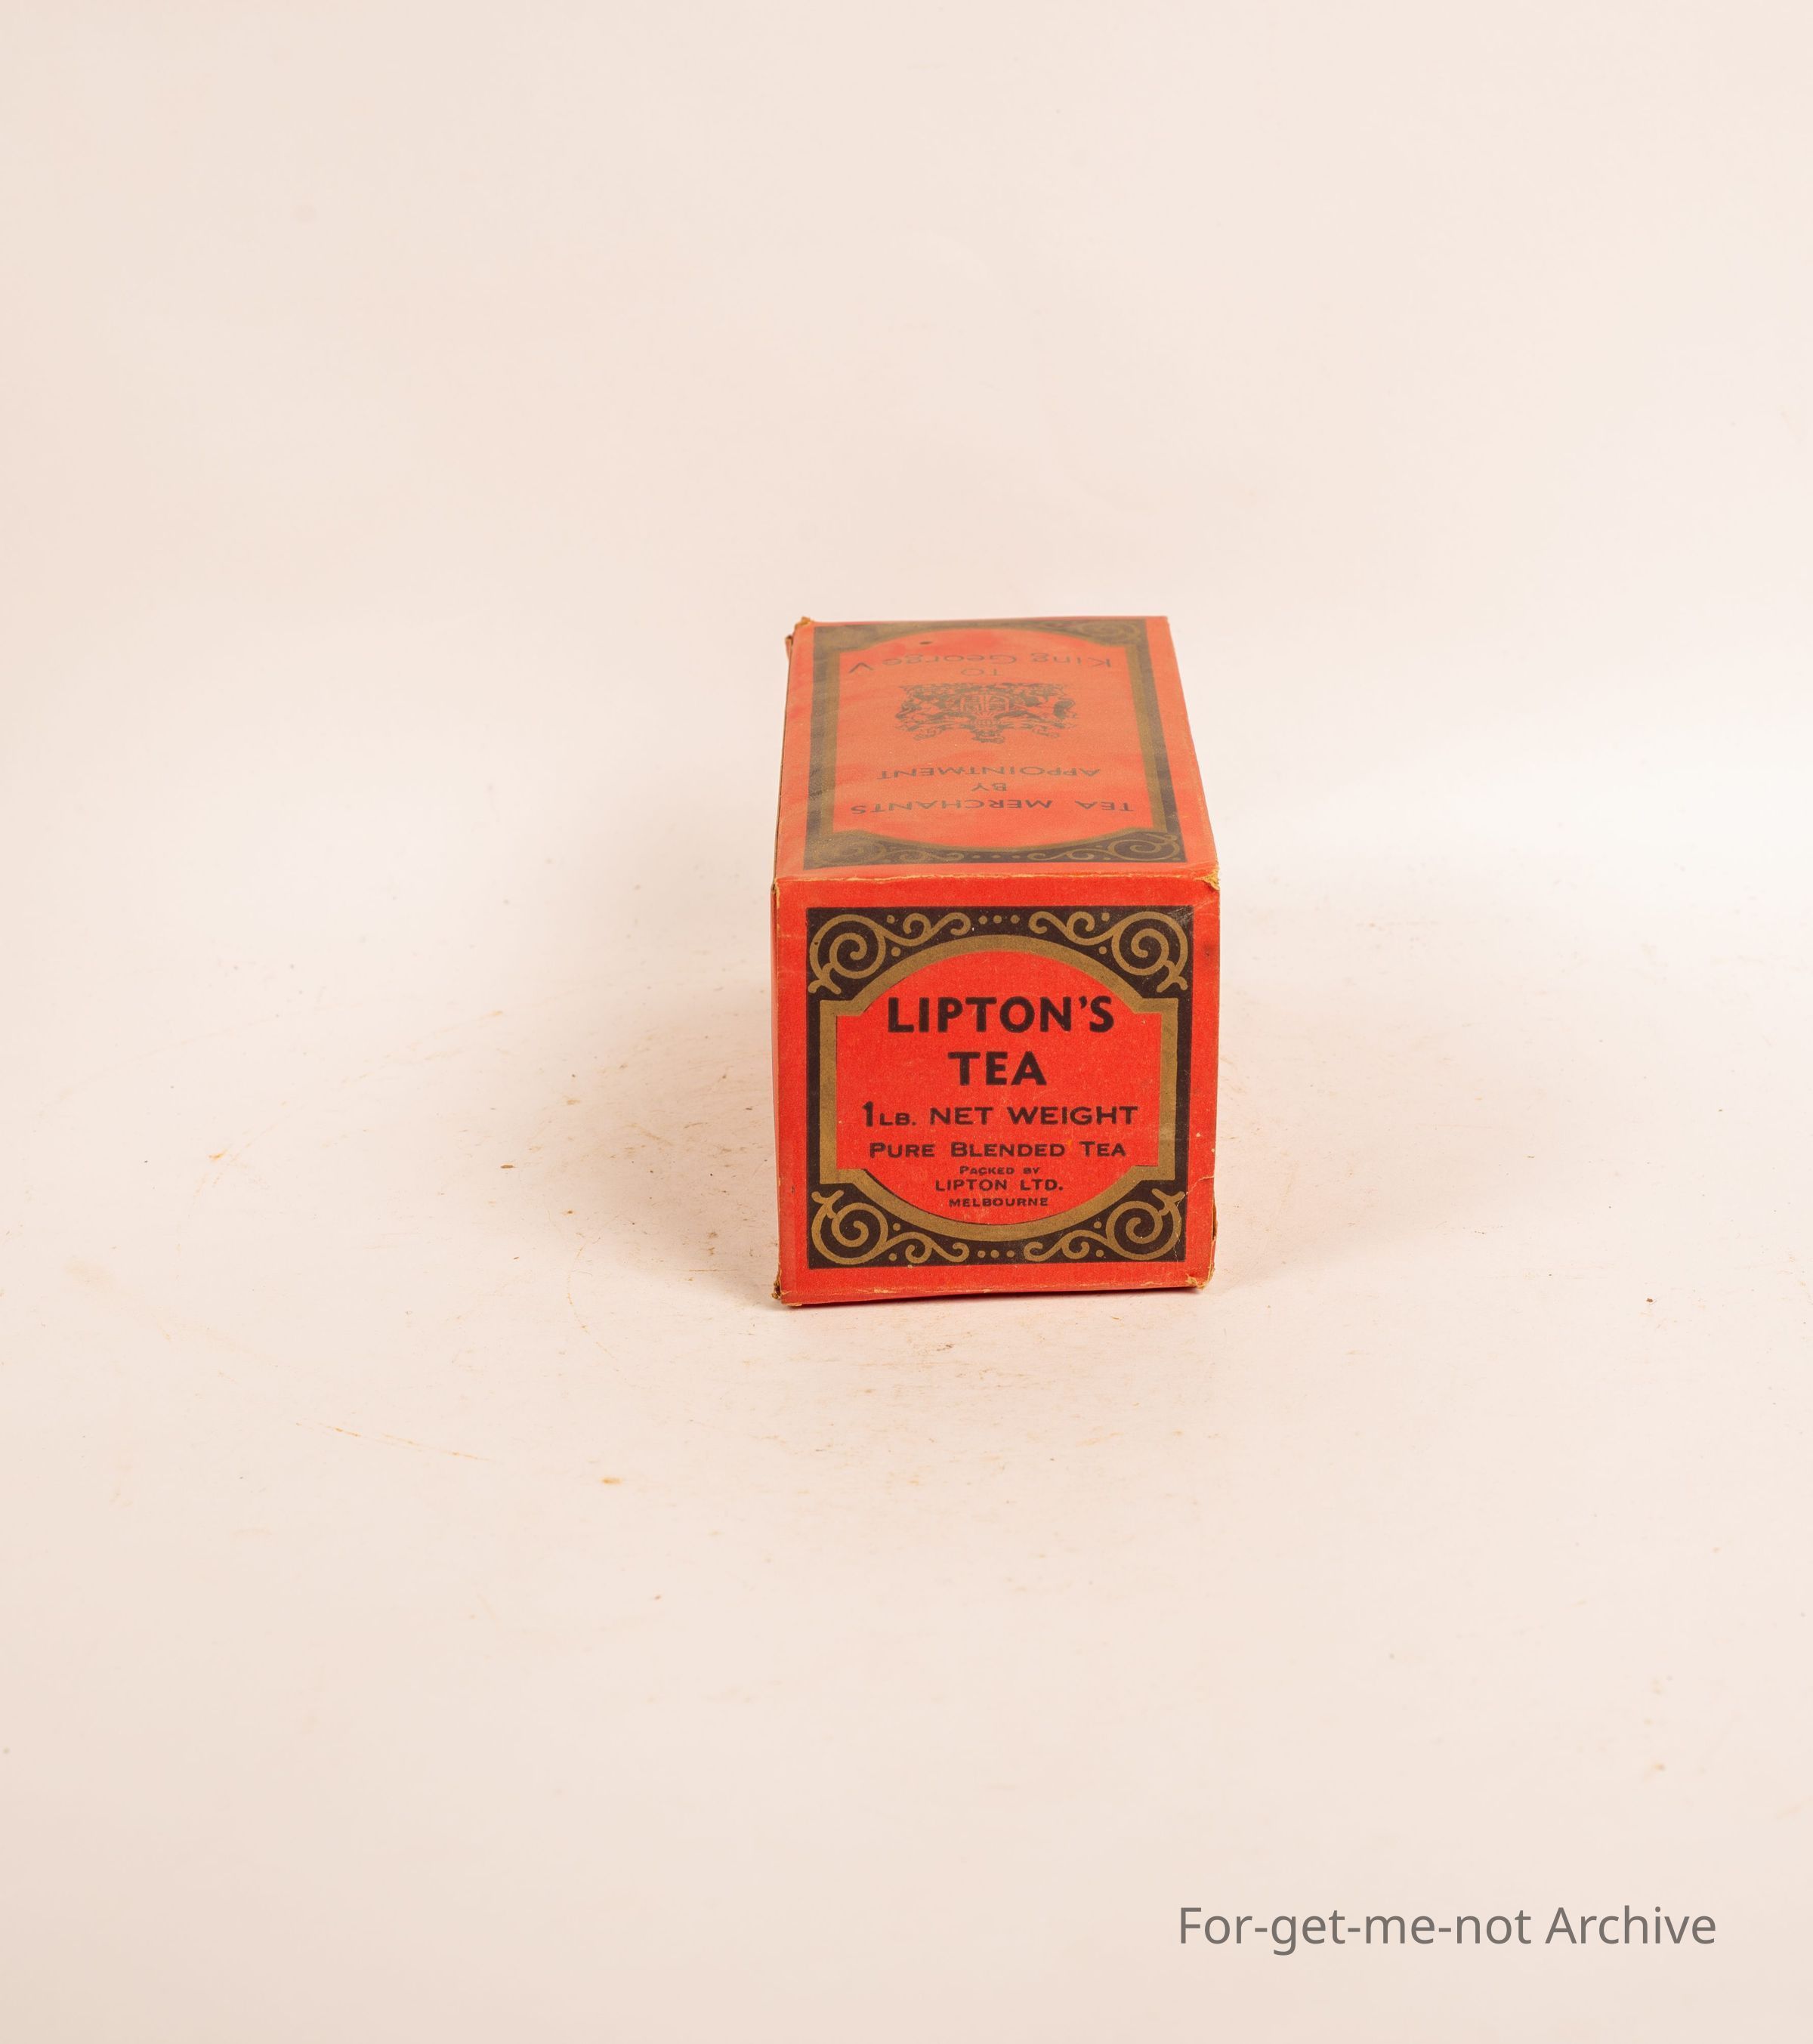 TEA MERCHANTS
BY
APPOINTMENT
TO
King George V
LIPTON'S
TEA
1LB. NET WEIGHT
PURE BLENDED TEA
PACKED BY
LIPTON LTD.
MELBOURNE
For-get-me-not Archive